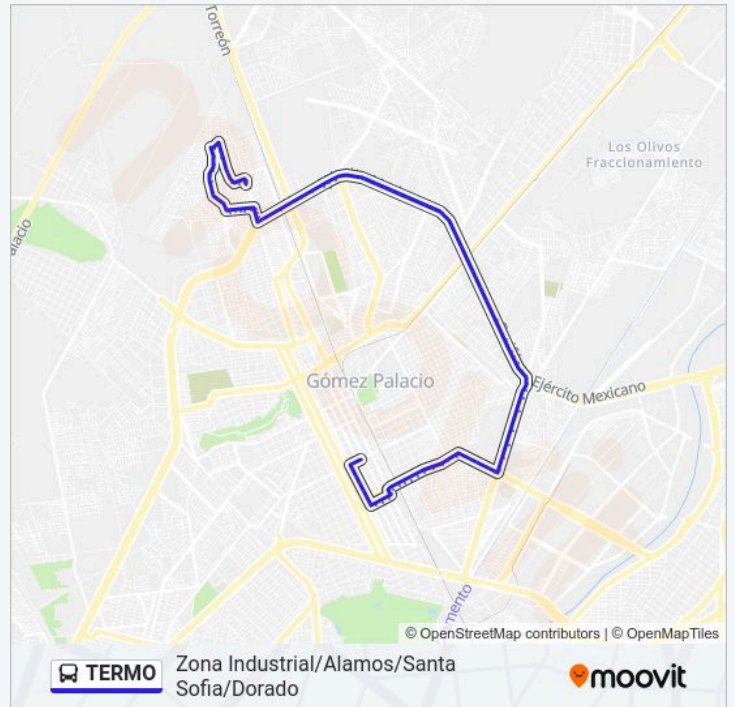 Torreón
Los Olivos
Fraccionamiento
alacio
Gómez Palacio
Ejército Mexicano
mento
© OpenStreetMap contributors | © OpenMapTiles
TERMO
Zona Industrial/Alamos/Santa
Sofia/Dorado
moovit